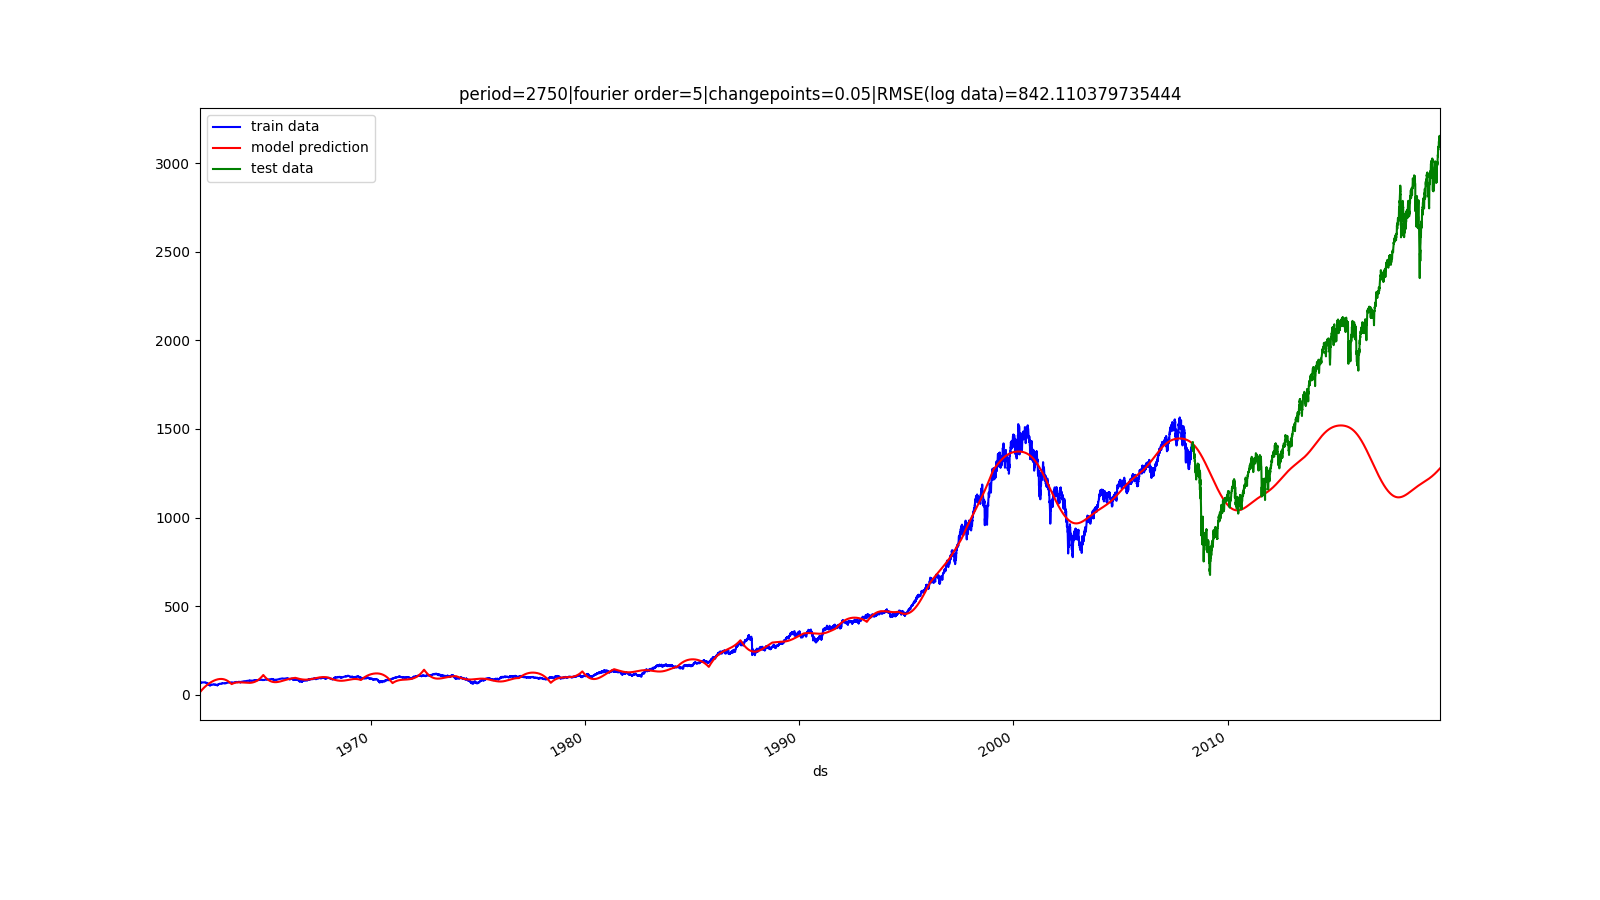 period=2750|fourier order=5|changepoints=0.05|RMSE(log data)=842.110379735444
train data
model prediction
test data
3000
2500
2000
1500
1000
500
0
1970
1980
1990
2000
2010
ds